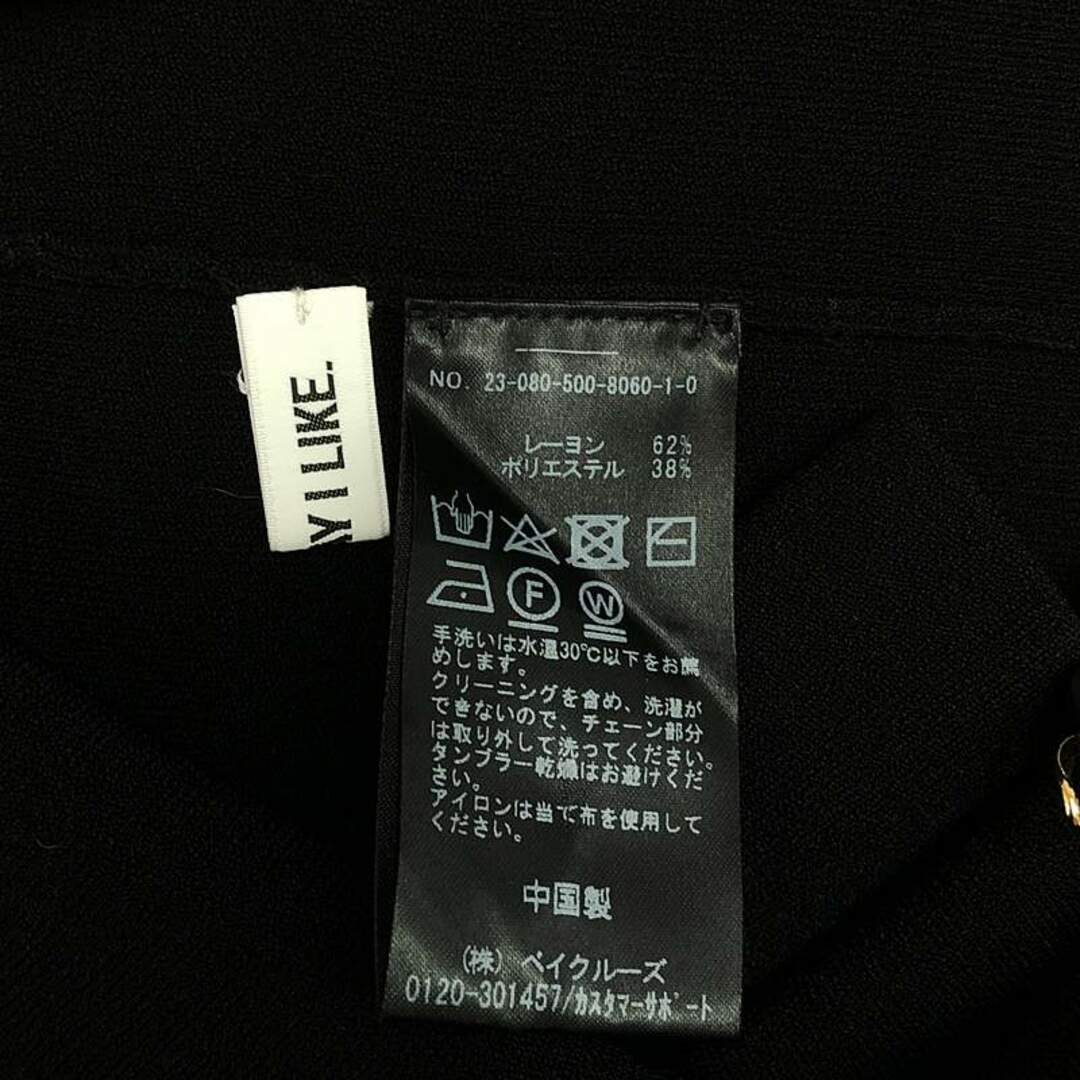 Y I LIKE.
NO. 23-080-500-8060-1-0
レーヨン 62%
ポリエステル 38%
F
W
手洗いは水温30℃以下をお薦
めします。
クリーニングを含め、洗濯が
できないので、チェーン部分
は取り外して洗ってください。
タンブラー乾燥はお避けくだ
さい。
アイロンは当て布を使用して
ください。
中国製
(株) ベイクルーズ
0120-301457/カスタマーサポート